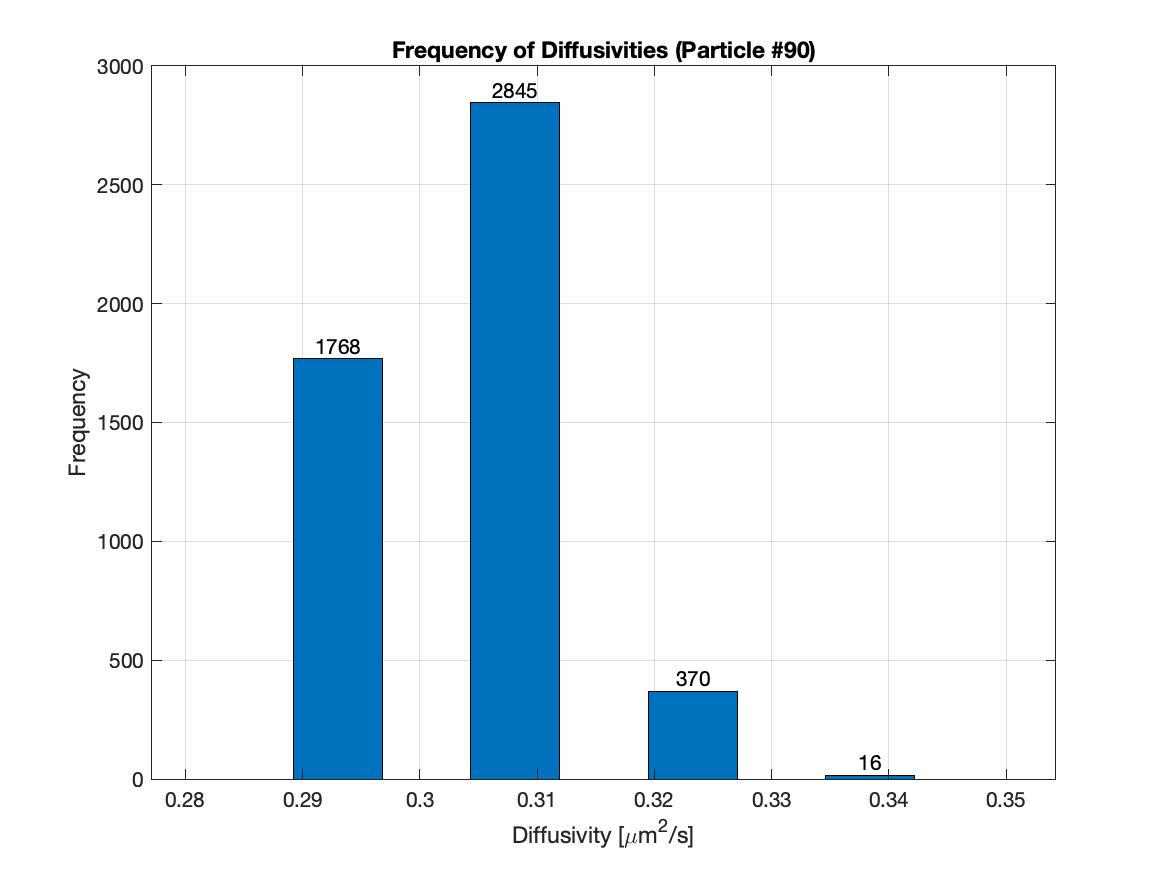 Frequency of Diffusivities (Particle #90)
3000
2845
2500
2000
1768
1500
1000
500
370
16
0
0.28 0.29 0.3 0.31 0.32 0.33 0.34 0.35
Frequency
Diffusivity [μm²/s]